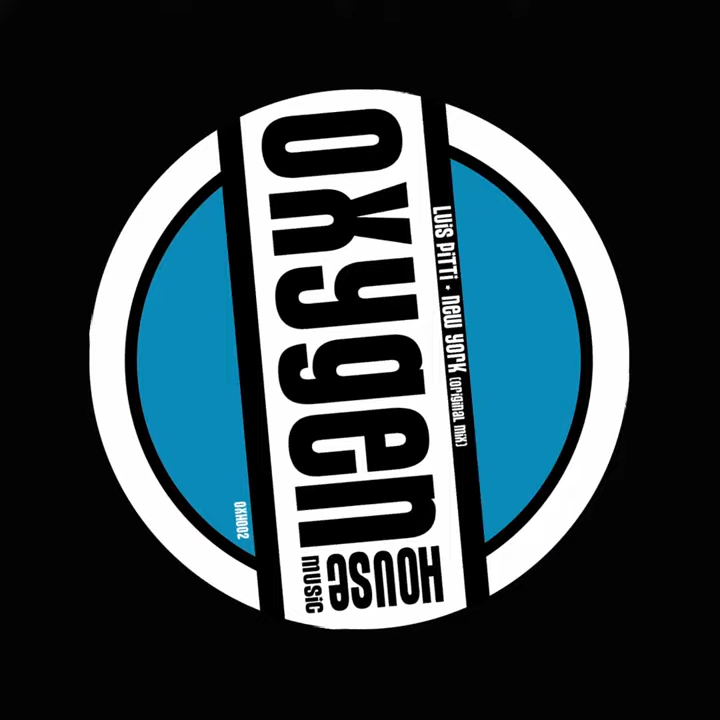 oxygen
House
music
Luis Pitti • New York (original mix)
OXH002